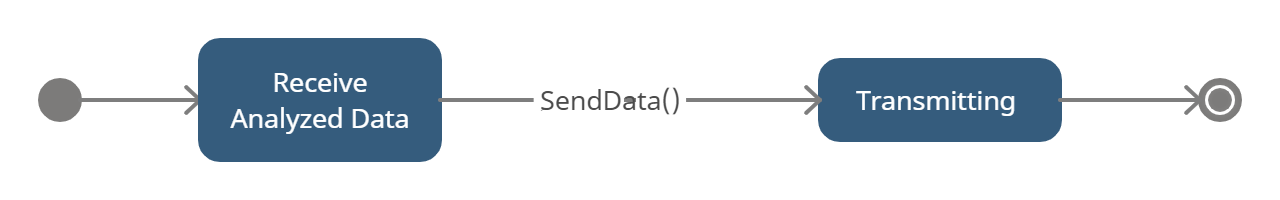 Receive
Analyzed Data
SendData()
Transmitting